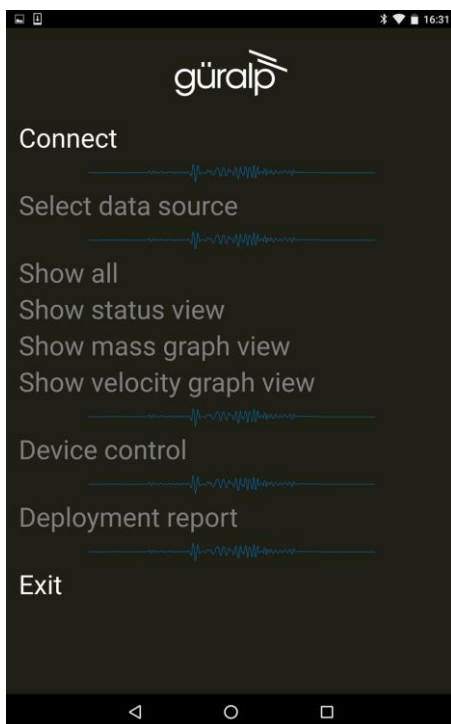 16:31
güralp
Connect
Select data source
Show all
Show status view
Show mass graph view
Show velocity graph view
Device control
Deployment report
Exit